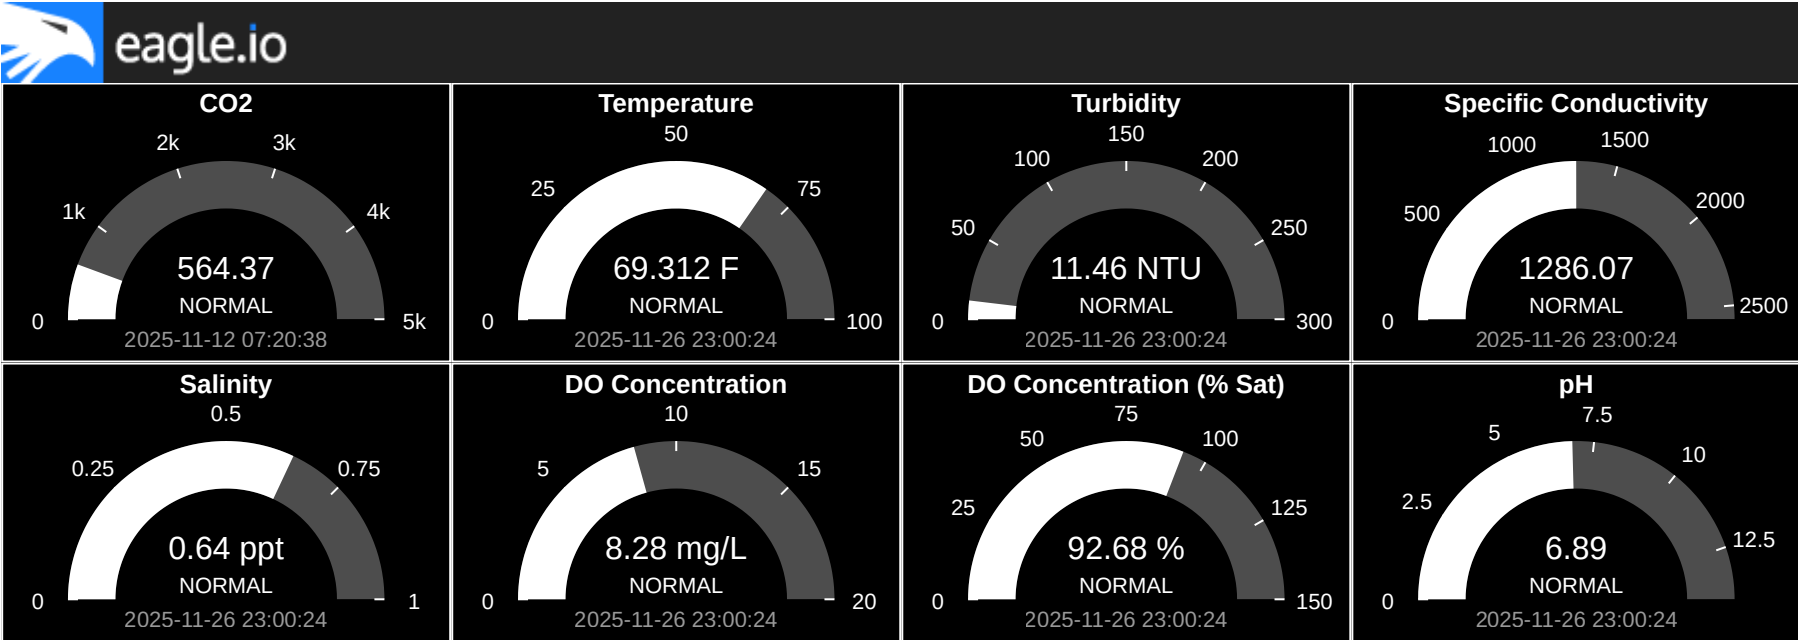 eagle.io
CO2
0
1k
2k
3k
4k
5k
564.37
NORMAL
2025-11-12 07:20:38
Temperature
0
25
50
75
100
69.312 F
NORMAL
2025-11-26 23:00:24
Turbidity
0
50
100
150
200
250
300
11.46 NTU
NORMAL
2025-11-26 23:00:24
Specific Conductivity
0
500
1000
1500
2000
2500
1286.07
NORMAL
2025-11-26 23:00:24
Salinity
0
0.25
0.5
0.75
1
0.64 ppt
NORMAL
2025-11-26 23:00:24
DO Concentration
0
5
10
15
20
8.28 mg/L
NORMAL
2025-11-26 23:00:24
DO Concentration (% Sat)
0
25
50
75
100
125
150
92.68 %
NORMAL
2025-11-26 23:00:24
pH
0
2.5
5
7.5
10
12.5
6.89
NORMAL
2025-11-26 23:00:24